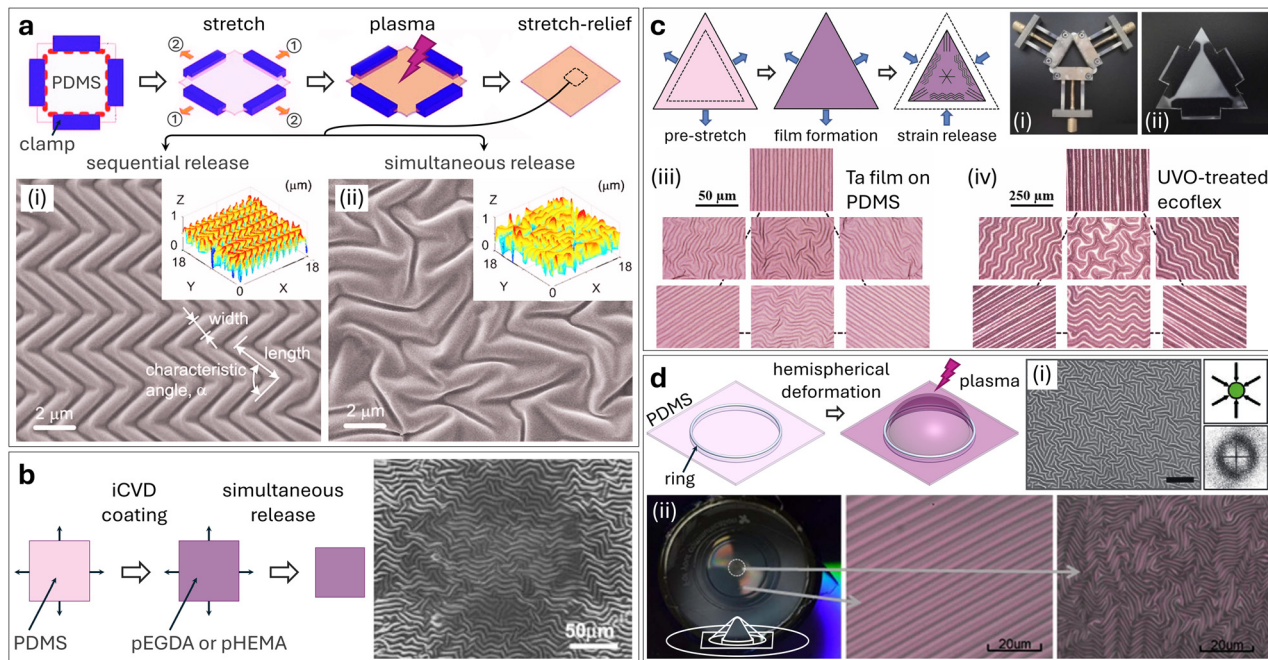 a
stretch
plasma
stretch-relief
②
①
PDMS
①
②
clamp
sequential release
simultaneous release
(i)
(μm)
Z
1
0
18
Y
0
X
18
width
length
characteristic
angle, α
2 μm
(ii)
(μm)
Z
1
0
18
Y
0
X
18
2 μm
b
iCVD
coating
simultaneous
release
PDMS
pEGDA or pHEMA
50μm
c
pre-stretch
film formation
strain release
(i)
(ii)
(iii)
50 μm
Ta film on
PDMS
(iv)
250 μm
UVO-treated
ecoflex
d
hemispherical
deformation
plasma
PDMS
ring
(i)
(ii)
20um
20um